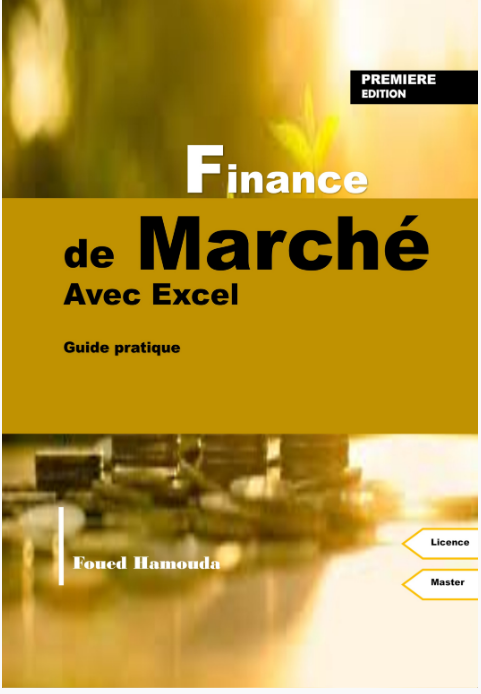 PREMIERE
EDITION
Finance
de Marché
Avec Excel
Guide pratique
Foued Hamouda
Licence
Master